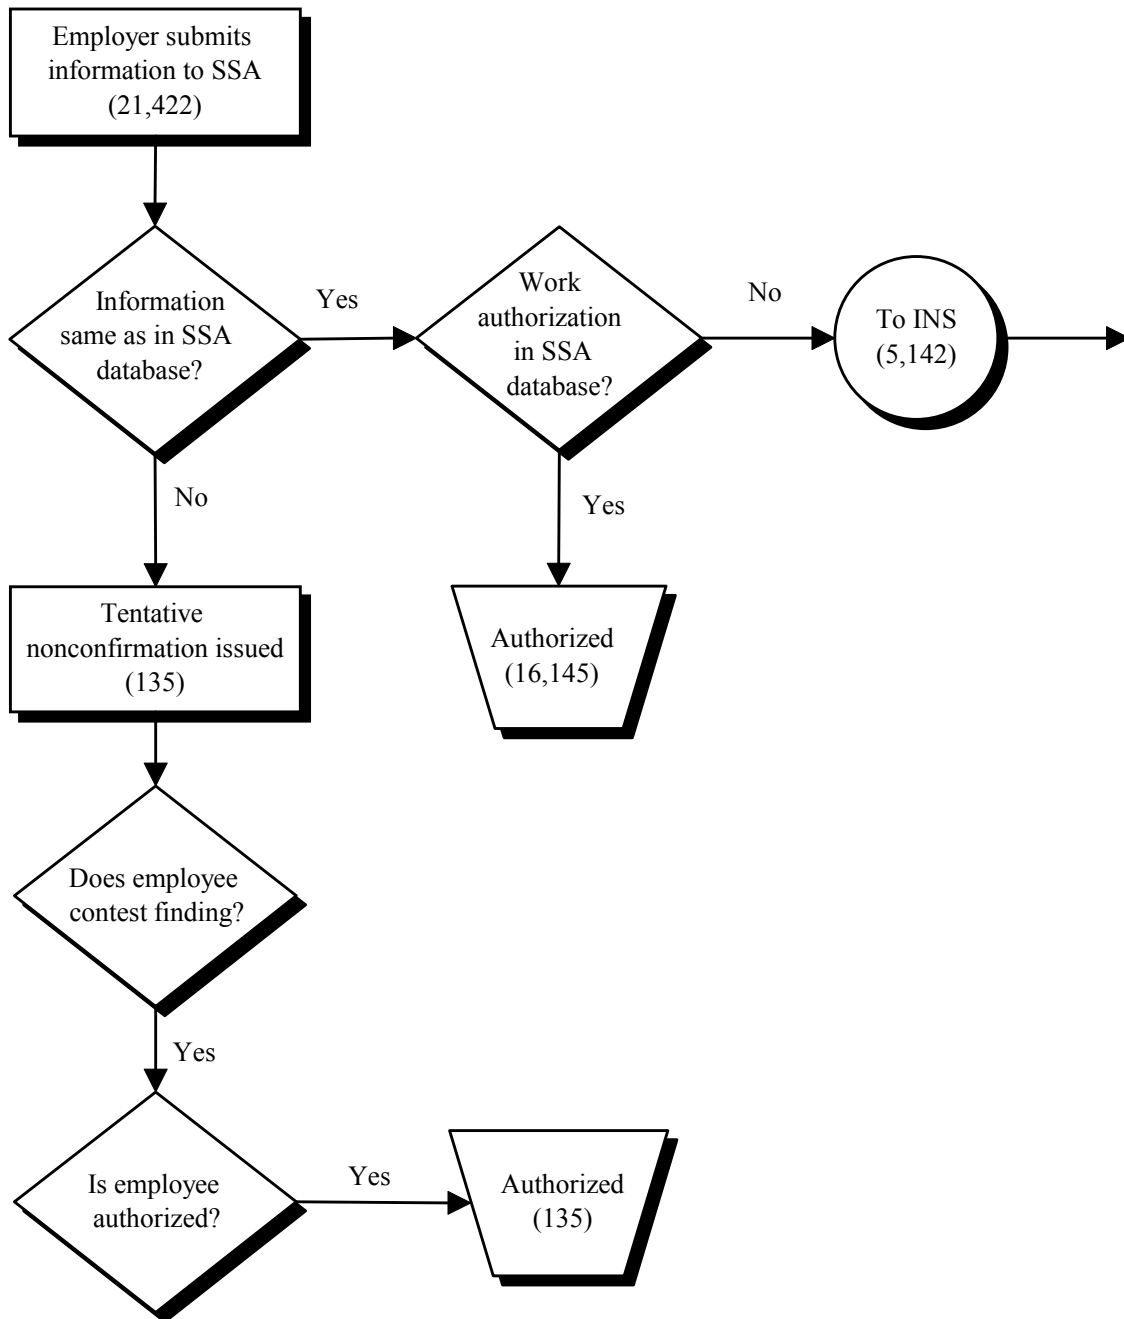 Employer submits
information to SSA
(21,422)
Information
same as in SSA
database?
Yes
Work
authorization
in SSA
database?
No
To INS
(5,142)
No
Yes
Tentative
nonconfirmation issued
(135)
Authorized
(16,145)
Does employee
contest finding?
Yes
Is employee
authorized?
Yes
Authorized
(135)